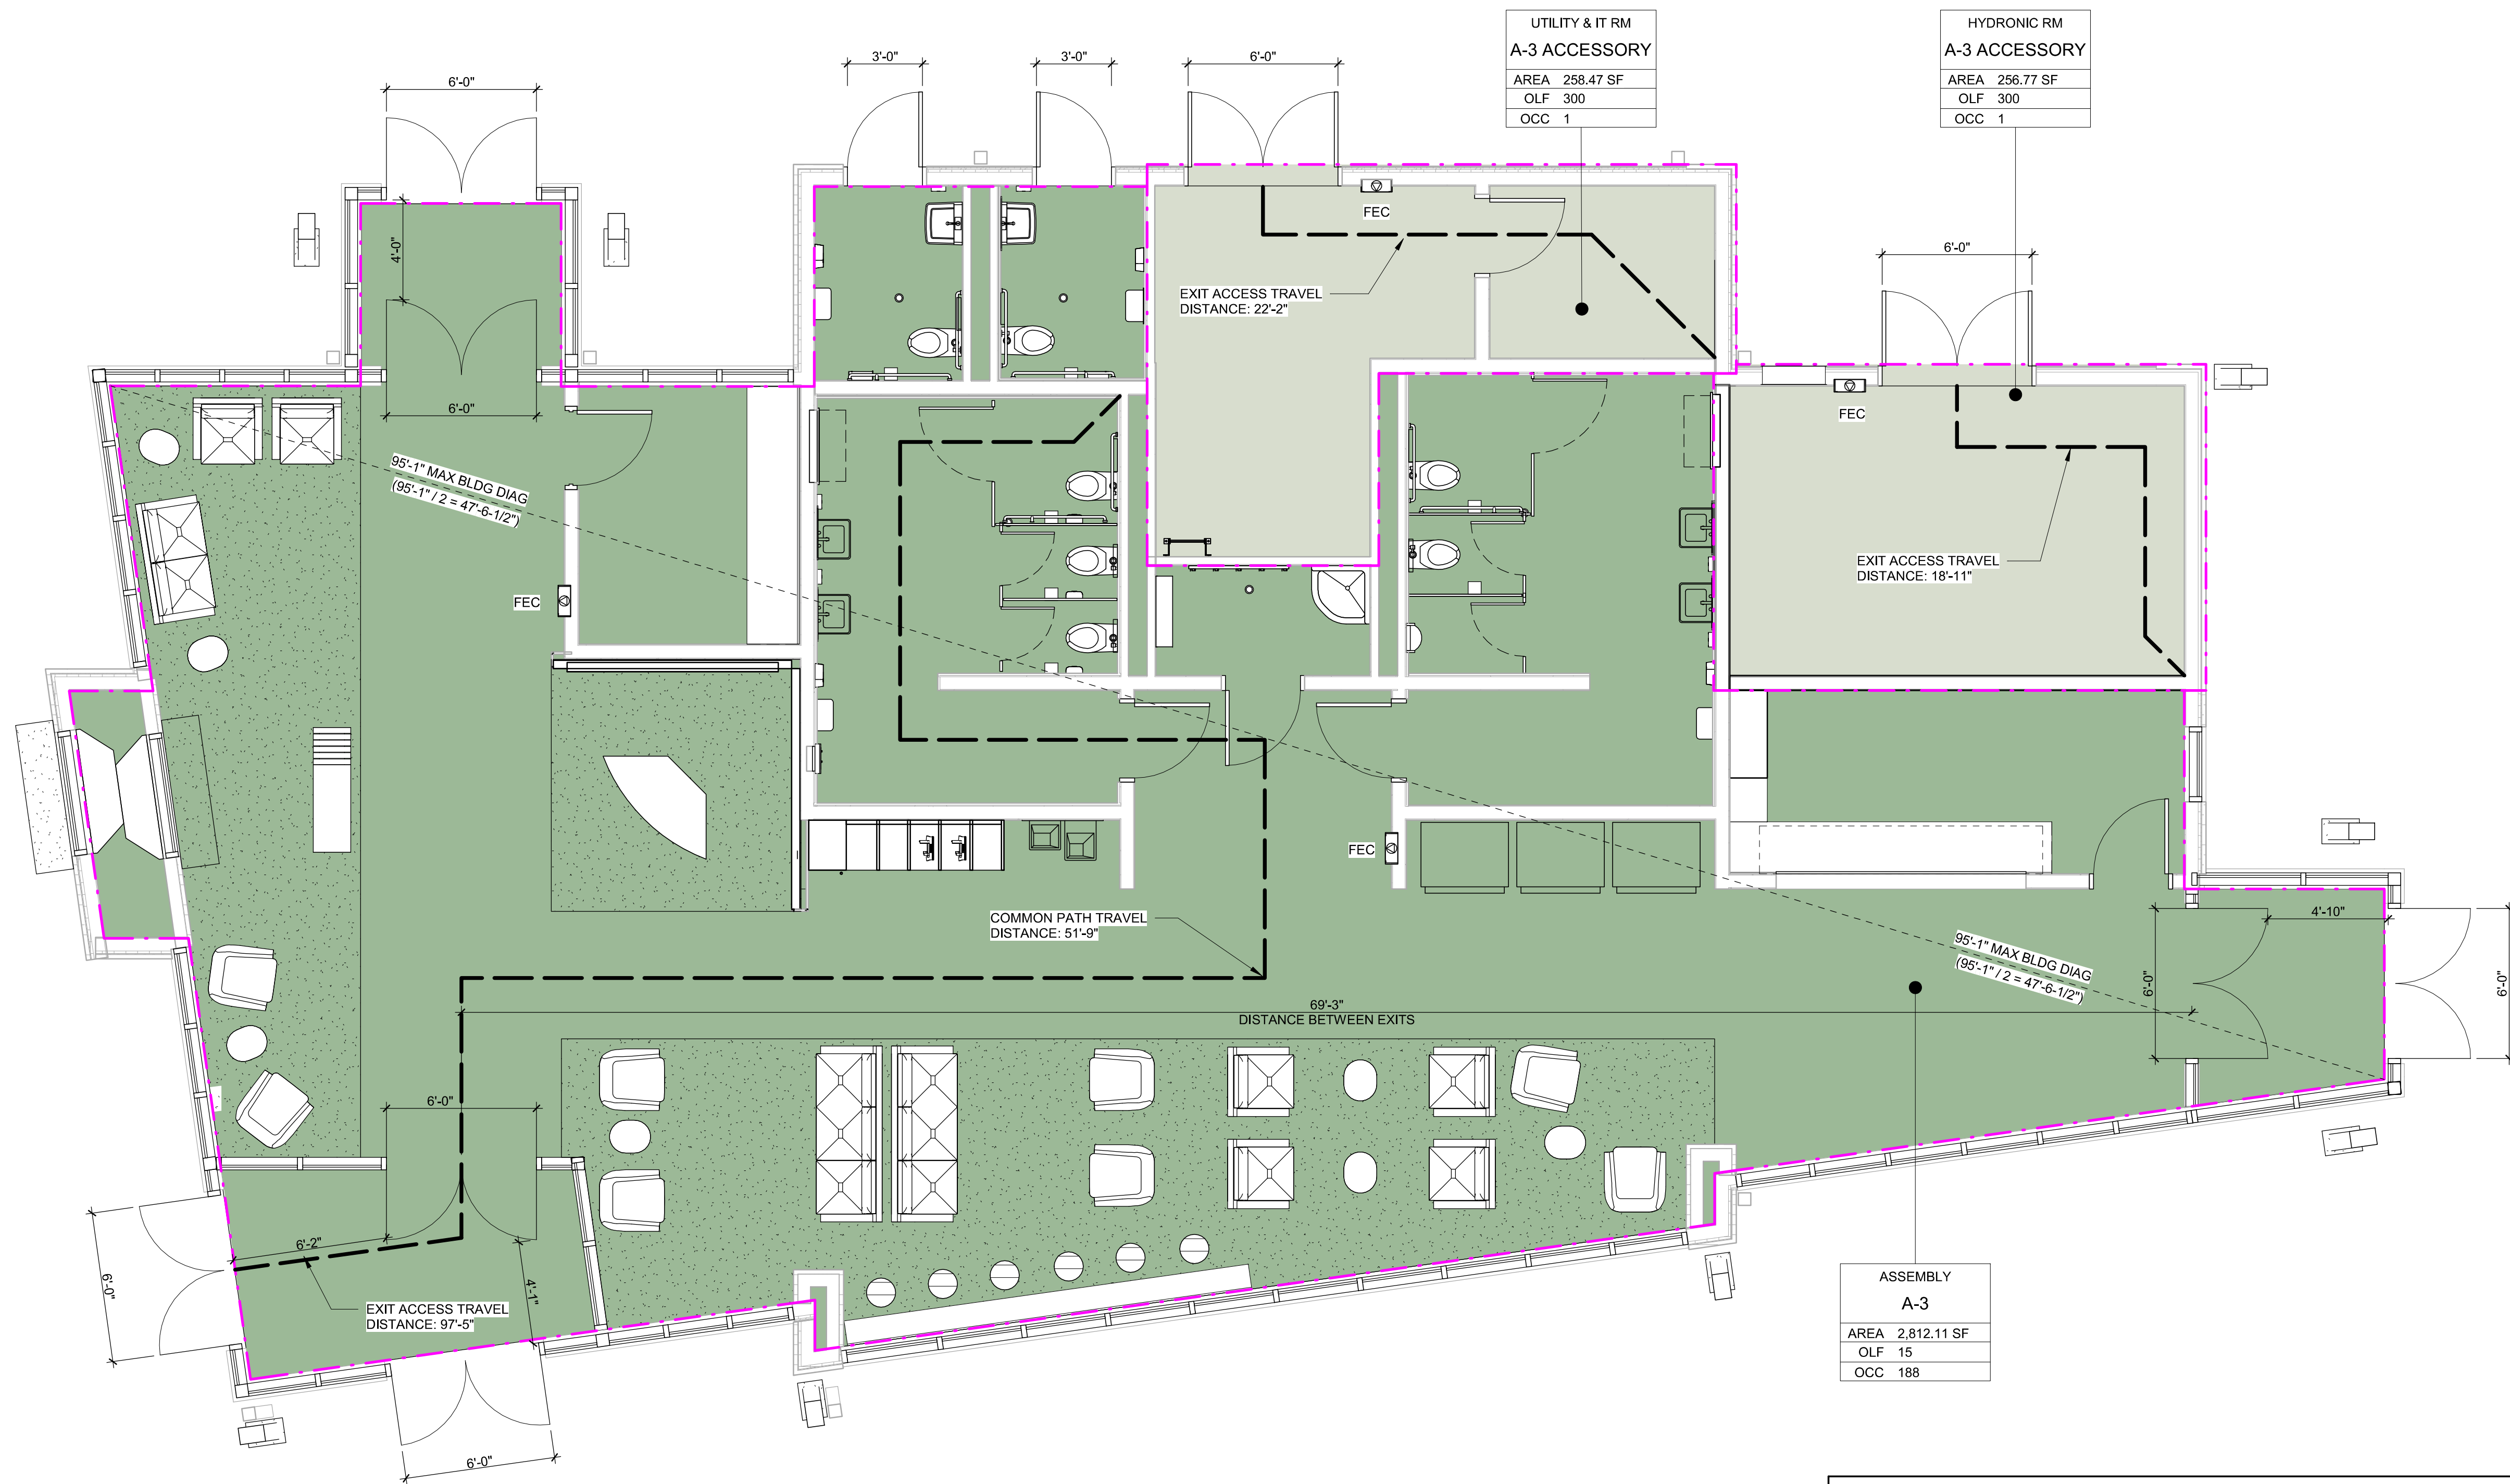 UTILITY & IT RM
A-3 ACCESSORY
AREA 258.47 SF
OLF 300
OCC 1
HYDRONIC RM
A-3 ACCESSORY
AREA 256.77 SF
OLF 300
OCC 1
6'-0"
3'-0"
3'-0"
6'-0"
4'-0"
FEC
6'-0"
EXIT ACCESS TRAVEL
DISTANCE: 22'-2"
6'-0"
FEC
95'-1" MAX BLDG DIAG
(95'-1" / 2 = 47'-6-1/2")
EXIT ACCESS TRAVEL
DISTANCE: 18'-11"
FEC
FEC
COMMON PATH TRAVEL
DISTANCE: 51'-9"
4'-10"
95'-1" MAX BLDG DIAG
(95'-1" / 2 = 47'-6-1/2")
6'-0"
6'-0"
69'-3"
DISTANCE BETWEEN EXITS
6'-0"
6'-2"
6'-0"
4'-1"
EXIT ACCESS TRAVEL
DISTANCE: 97'-5"
6'-0"
ASSEMBLY
A-3
AREA 2,812.11 SF
OLF 15
OCC 188